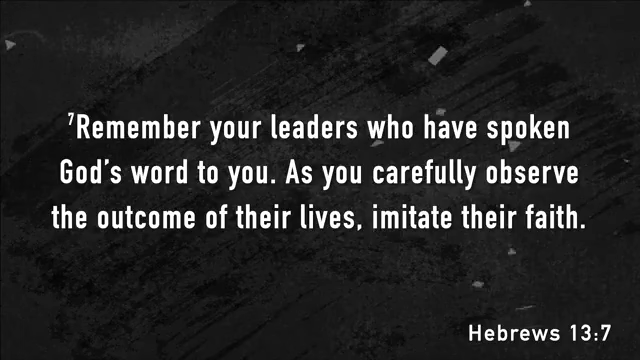 ⁷Remember your leaders who have spoken
God's word to you. As you carefully observe
the outcome of their lives, imitate their faith.
Hebrews 13:7